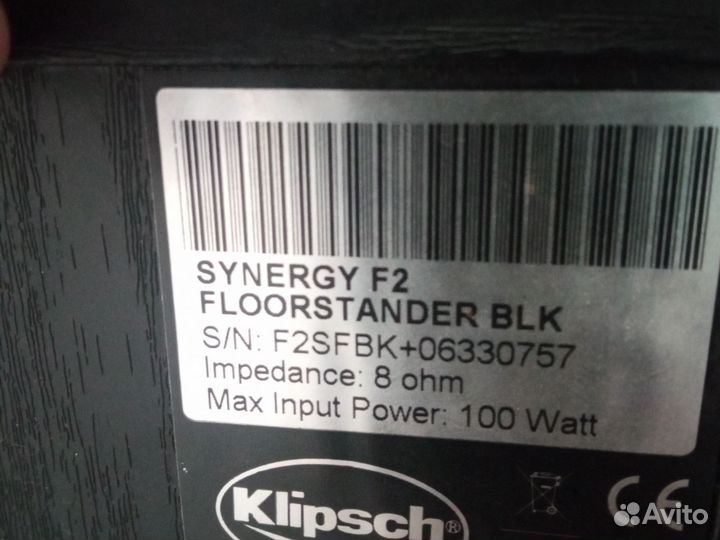 SYNERGY F2
FLOORSTANDER BLK
S/N: F2SFBK+06330757
Impedance: 8 ohm
Max Input Power: 100 Watt
Klipsch®
CE
Avito